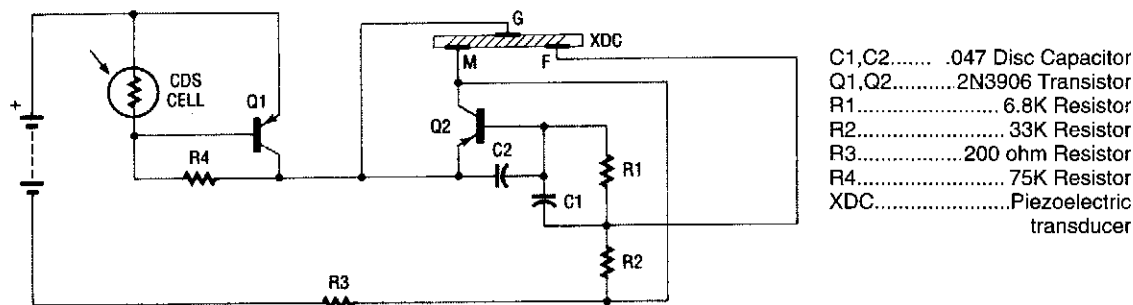 G
XDC
M
F
+
CDS
CELL
Q1
Q2
R4
C2
C1
R1
R2
R3
C1,C2...... .047 Disc Capacitor
Q1,Q2.......2N3906 Transistor
R1..........................6.8K Resistor
R2...........................33K Resistor
R3....................200 ohm Resistor
R4...........................75K Resistor
XDC......................Piezoelectric
transducer